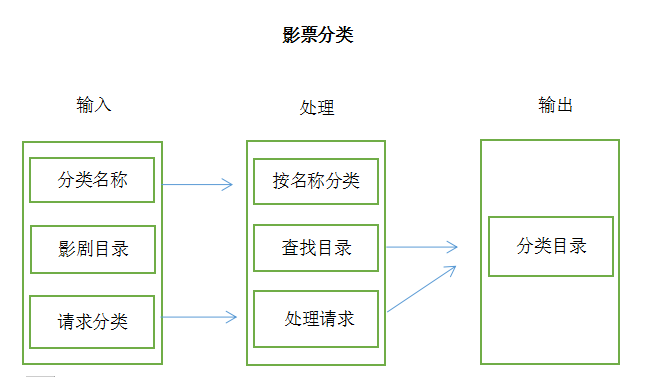 影票分类
输入
处理
输出
分类名称
按名称分类
影剧目录
查找目录
分类目录
请求分类
处理请求